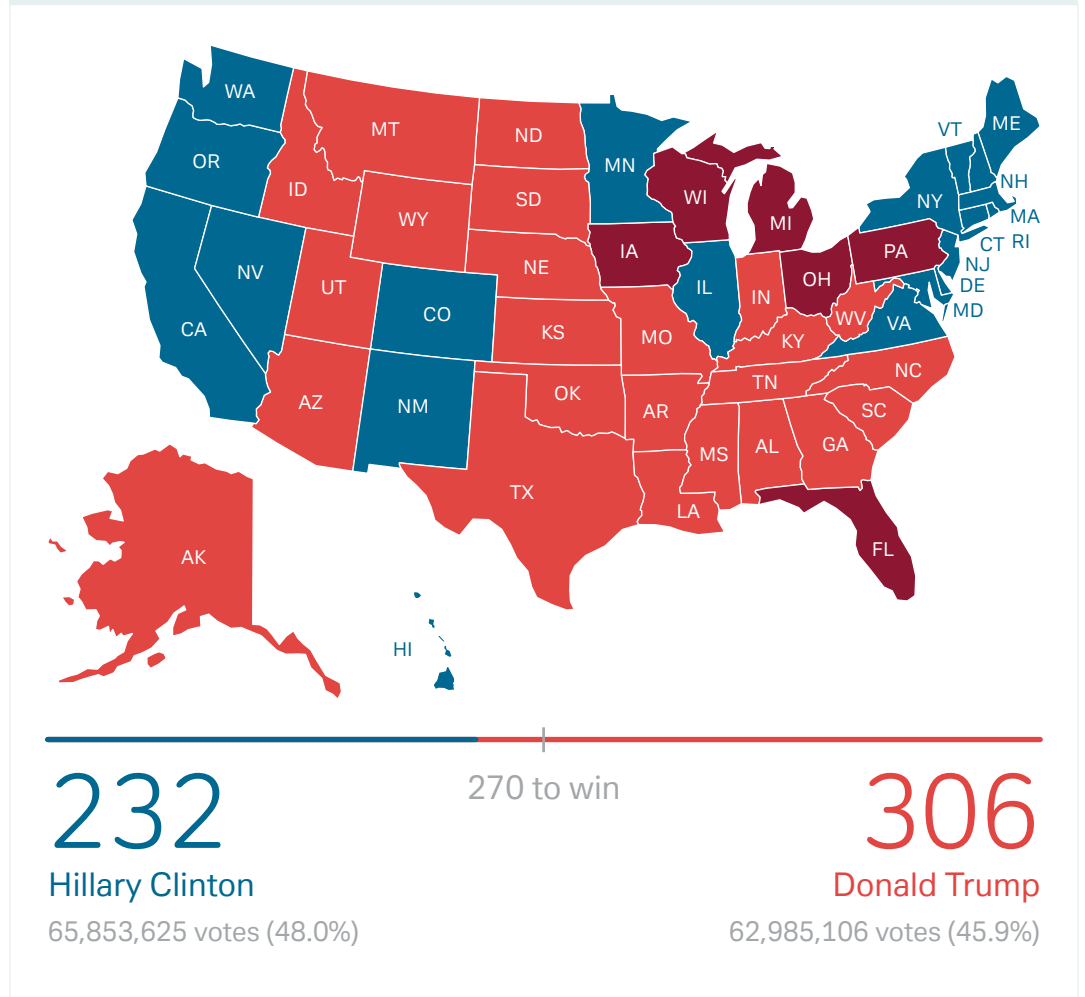 WA
OR
CA
NV
ID
MT
WY
UT
AZ
CO
NM
ND
SD
NE
KS
OK
TX
MN
IA
MO
AR
LA
WI
IL
MI
IN
OH
KY
TN
MS
AL
GA
FL
SC
NC
VA
WV
PA
NY
VT
ME
NH
MA
CT RI
NJ
DE
MD
AK
HI
270 to win
232
Hillary Clinton
65,853,625 votes (48.0%)
306
Donald Trump
62,985,106 votes (45.9%)